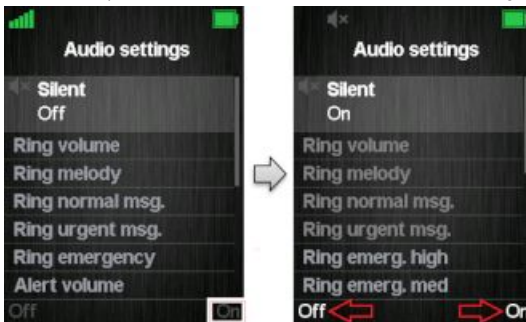 Audio settings
Silent
Off
Ring volume
Ring melody
Ring normal msg.
Ring urgent msg.
Ring emergency
Alert volume
Off On
Audio settings
Silent
On
Ring volume
Ring melody
Ring normal msg.
Ring urgent msg.
Ring emerg. high
Ring emerg. med
Off On